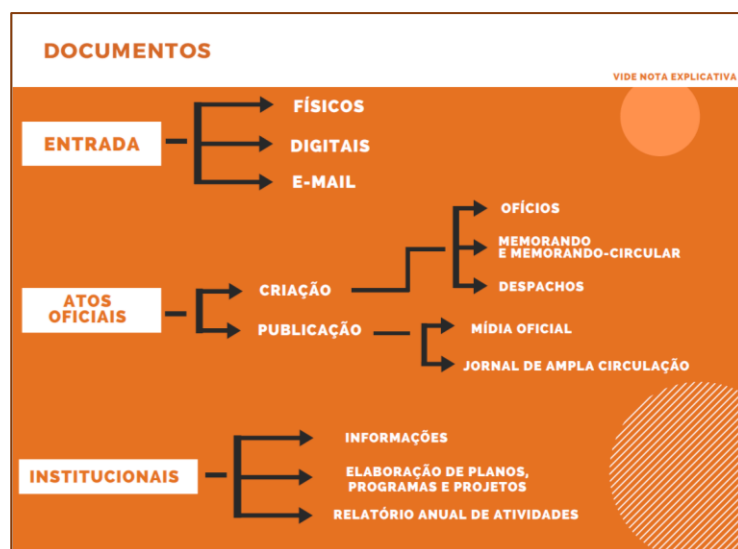 DOCUMENTOS
VIDE NOTA EXPLICATIVA
ENTRADA
FÍSICOS
DIGITAIS
E-MAIL
ATOS
OFICIAIS
CRIAÇÃO
OFÍCIOS
MEMORANDO
E MEMORANDO-CIRCULAR
DESPACHOS
PUBLICAÇÃO
MÍDIA OFICIAL
JORNAL DE AMPLA CIRCULAÇÃO
INSTITUCIONAIS
INFORMAÇÕES
ELABORAÇÃO DE PLANOS,
PROGRAMAS E PROJETOS
RELATÓRIO ANUAL DE ATIVIDADES